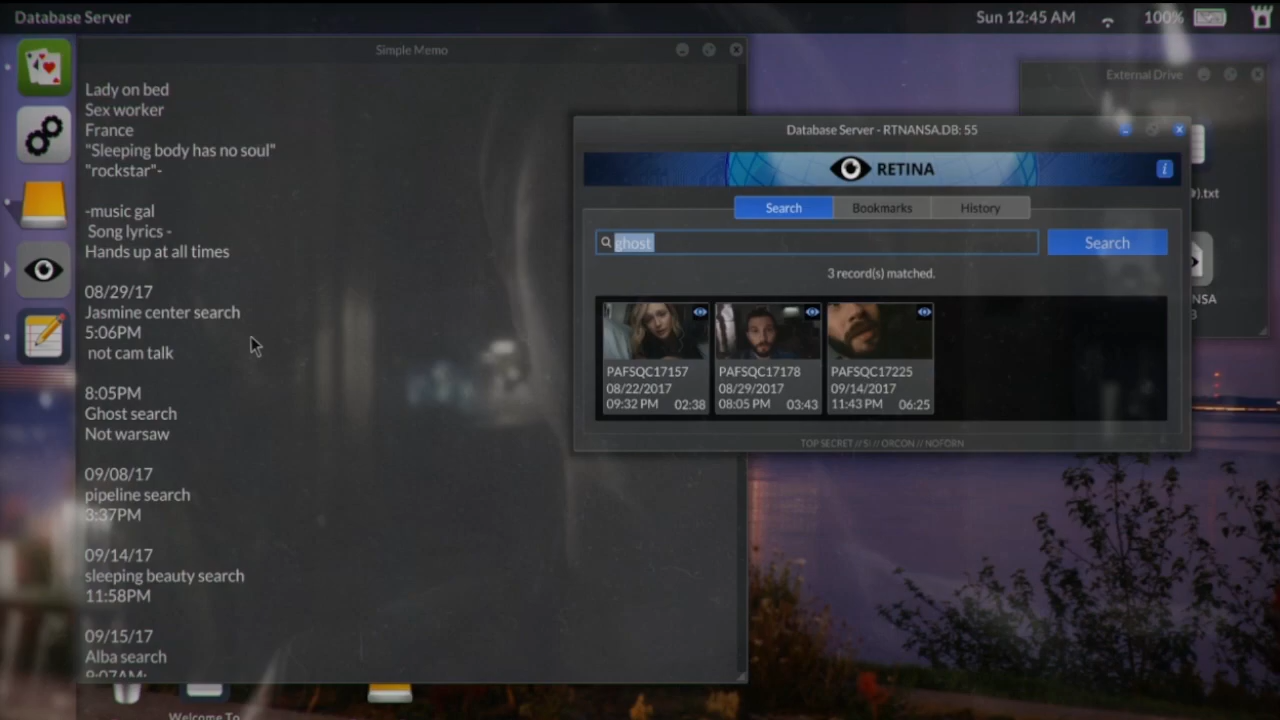 Database Server
Sun 12:45 AM
100%
Simple Memo
Lady on bed
Sex worker
France
"Sleeping body has no soul"
"rockstar"-
-music gal
Song lyrics -
Hands up at all times
08/29/17
Jasmine center search
5:06PM
not cam talk
8:05PM
Ghost search
Not warsaw
09/08/17
pipeline search
3:37PM
09/14/17
sleeping beauty search
11:58PM
09/15/17
Alba search
9:07AM:
External Drive
).txt
NSA
Database Server - RTNANSA.DB: 55
RETINA
i
Search
Bookmarks
History
ghost
Search
3 record(s) matched.
PAFSQC17157
08/22/2017
09:32 PM 02:38
PAFSQC17178
08/29/2017
08:05 PM 03:43
PAFSQC17225
09/14/2017
11:43 PM 06:25
TOP SECRET // SI // ORCON // NOFORN
Welcome To